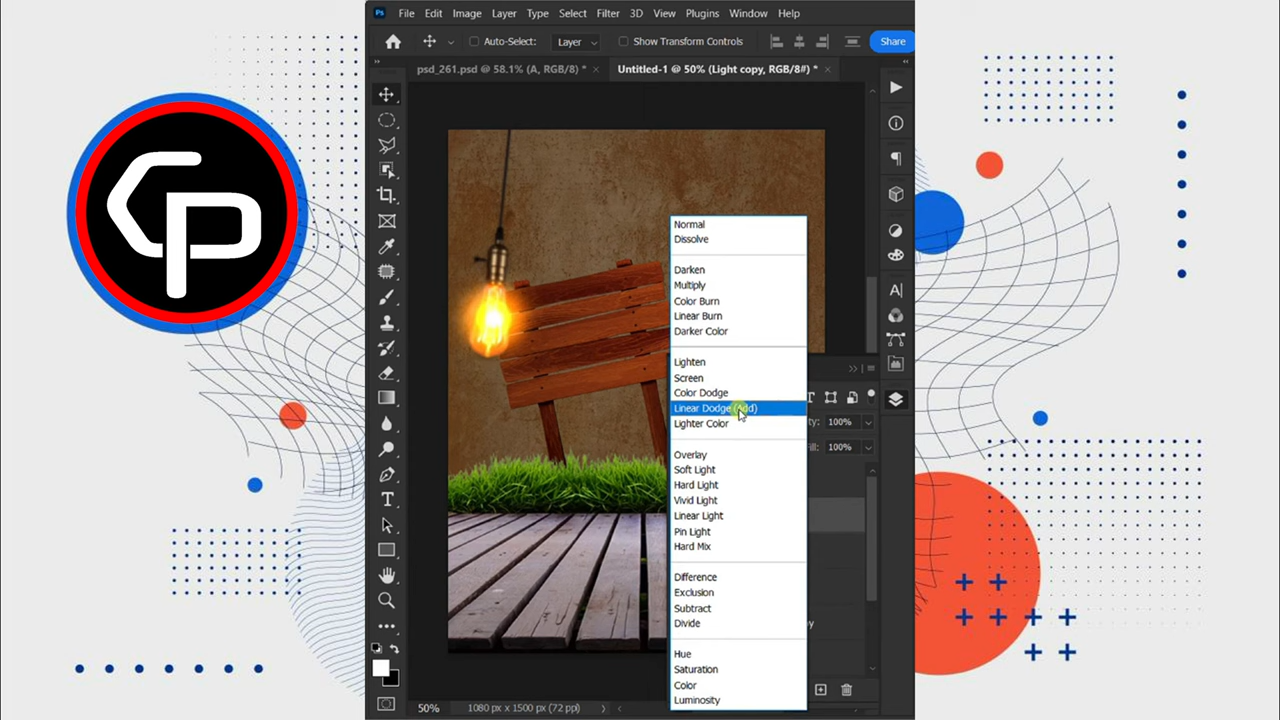 CP
Ps File Edit Image Layer Type Select Filter 3D View Plugins Window Help
Auto-Select: Layer Show Transform Controls Share
psd_261.psd @ 58.1% (A, RGB/8) * × Untitled-1 @ 50% (Light copy, RGB/8#) * ×
Normal
Dissolve
Darken
Multiply
Color Burn
Linear Burn
Darker Color
Lighten
Screen
Color Dodge
Linear Dodge (Add)
Lighter Color
100%
100%
Overlay
Soft Light
Hard Light
Vivid Light
Linear Light
Pin Light
Hard Mix
Difference
Exclusion
Subtract
Divide
Hue
Saturation
Color
Luminosity
50% 1080 px x 1500 px (72 ppi)